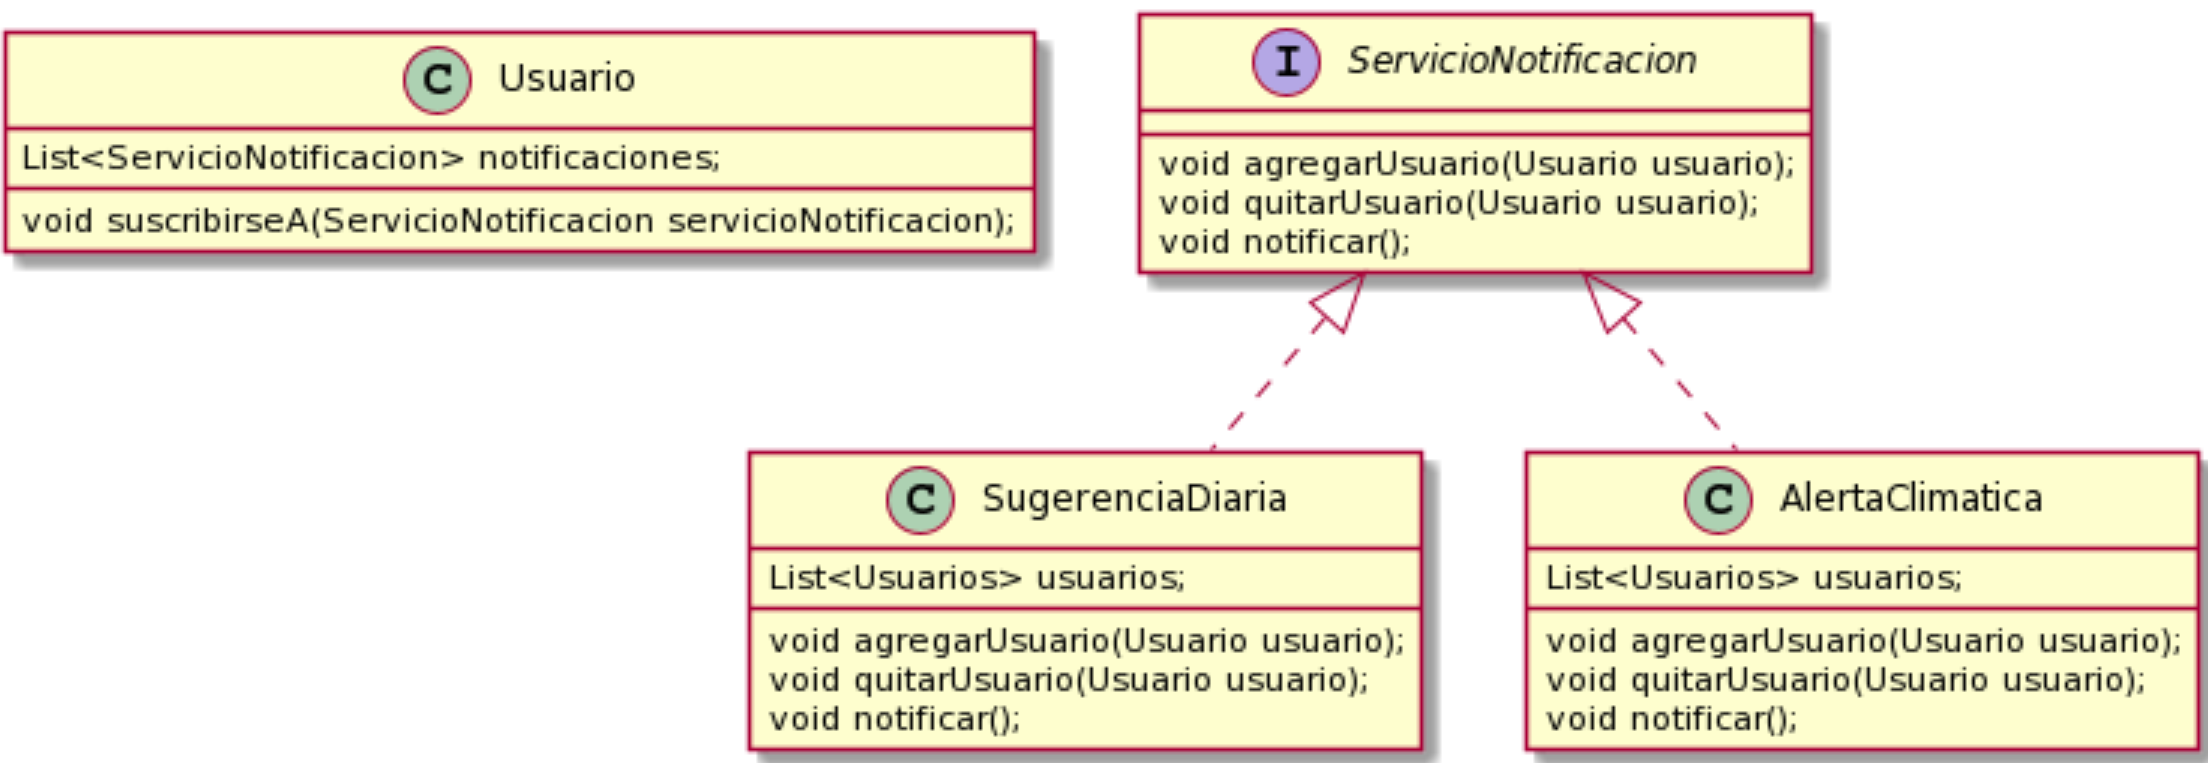 C Usuario
List<ServicioNotificacion> notificaciones;
void suscribirseA(ServicioNotificacion servicioNotificacion);
I ServicioNotificacion
void agregarUsuario(Usuario usuario);
void quitarUsuario(Usuario usuario);
void notificar();
C SugerenciaDiaria
List<Usuarios> usuarios;
void agregarUsuario(Usuario usuario);
void quitarUsuario(Usuario usuario);
void notificar();
C AlertaClimatica
List<Usuarios> usuarios;
void agregarUsuario(Usuario usuario);
void quitarUsuario(Usuario usuario);
void notificar();